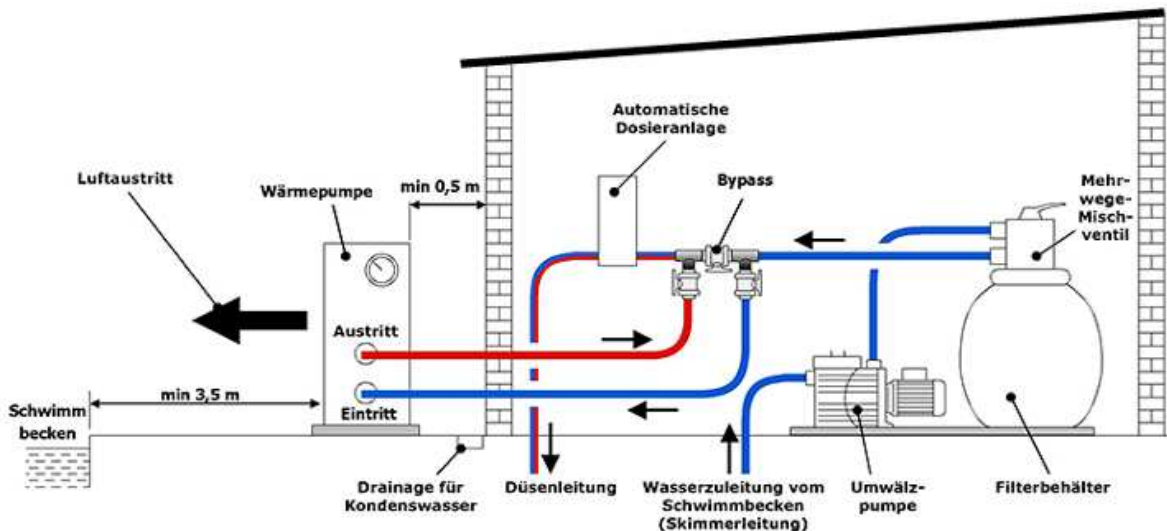 Automatische
Dosieranlage
Luftaustritt
Wärmepumpe
min 0,5 m
Bypass
Mehr-
wege-
Misch-
ventil
Austritt
min 3,5 m
Eintritt
Schwimm
becken
Drainage für
Kondenswasser
Düsenleitung
Wasserzuleitung vom
Schwimmbecken
(Skimmerleitung)
Umwälz-
pumpe
Filterbehälter